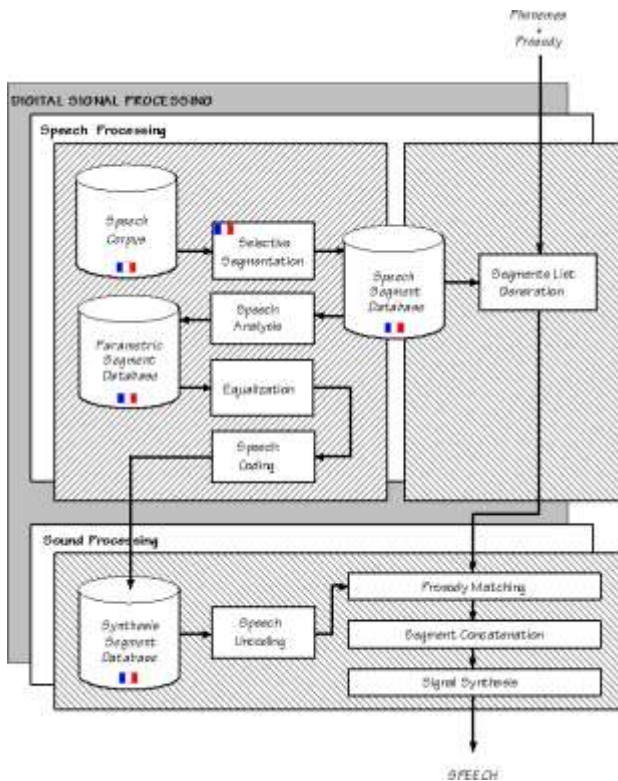 Phonemes
+
Prosody
DIGITAL SIGNAL PROCESSING
Speech Processing
Speech
Corpus
Selective
Segmentation
Speech
Segment
Database
Segments List
Generation
Speech
Analysis
Parametric
Segment
Database
Equalization
Speech
Coding
Sound Processing
Synthesis
Segment
Database
Speech
Uncoding
Prosody Matching
Segment Concatenation
Signal Synthesis
SPEECH